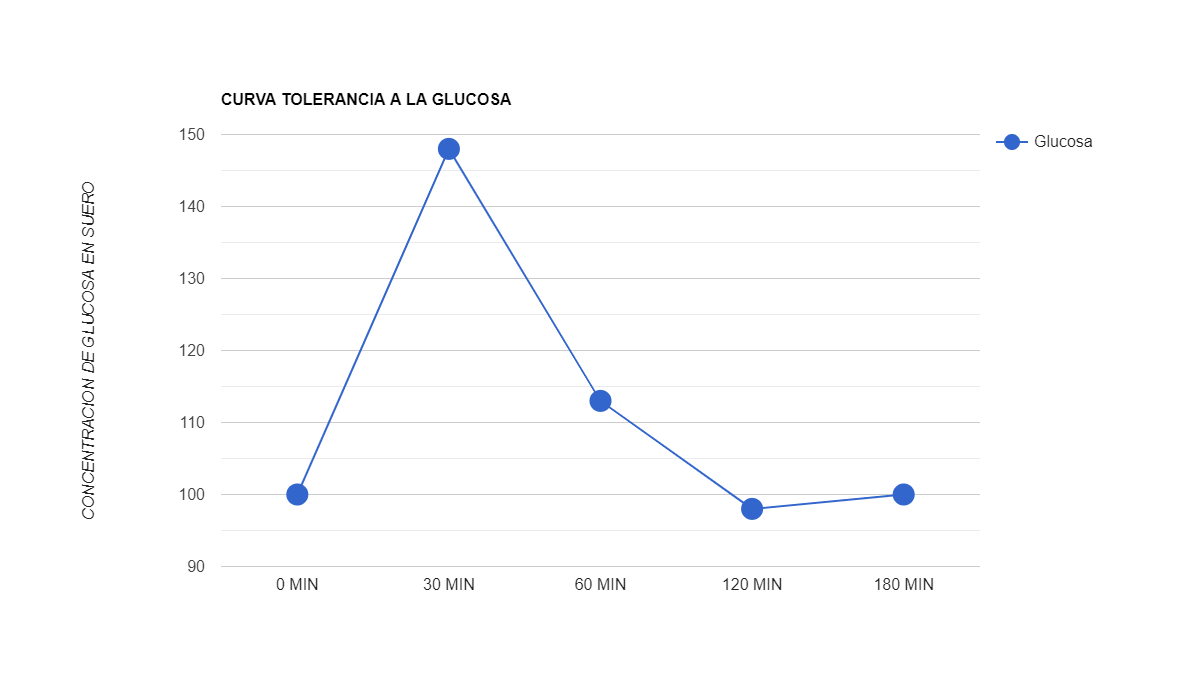 CURVA TOLERANCIA A LA GLUCOSA
Glucosa
CONCENTRACION DE GLUCOSA EN SUERO
150
140
130
120
110
100
90
0 MIN
30 MIN
60 MIN
120 MIN
180 MIN